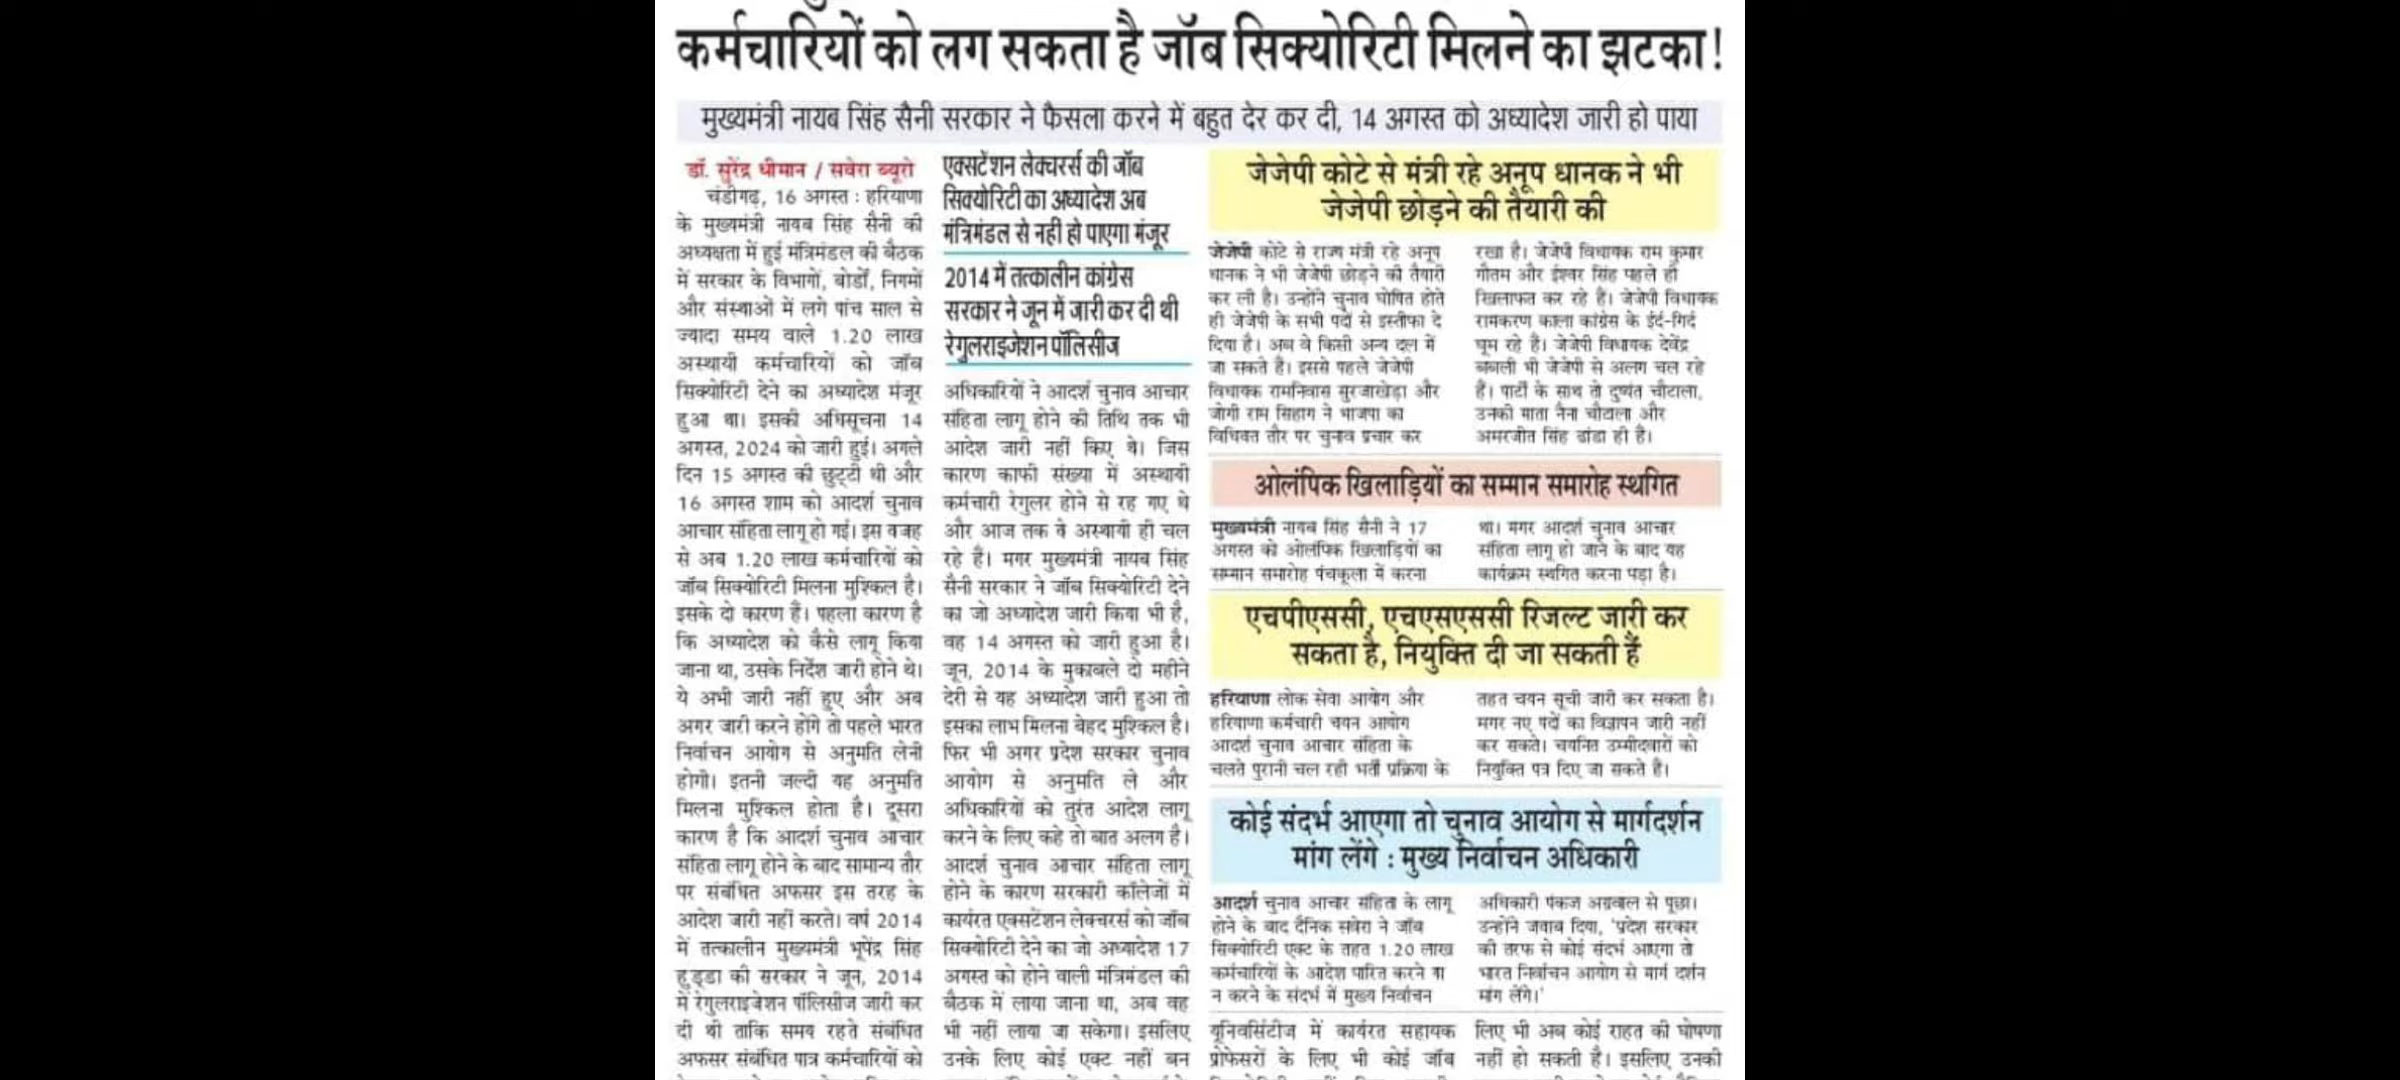 कर्मचारियों को लग सकता है जॉब सिक्योरिटी मिलने का झटका!
मुख्यमंत्री नायब सिंह सैनी सरकार ने फैसला करने में बहुत देर कर दी, 14 अगस्त को अध्यादेश जारी हो पाया
डॉ. सुरेंद्र धीमान / सवेरा ब्यूरो
चंडीगढ़, 16 अगस्त : हरियाणा
के मुख्यमंत्री नायब सिंह सैनी की
अध्यक्षता में हुई मंत्रिमंडल की बैठक
में सरकार के विभागों, बोर्डों, निगमों
और संस्थाओं में लगे पांच साल से
ज्यादा समय वाले 1.20 लाख
अस्थायी कर्मचारियों को जॉब
सिक्योरिटी देने का अध्यादेश मंजूर
हुआ था। इसकी अधिसूचना 14
अगस्त, 2024 को जारी हुई। अगले
दिन 15 अगस्त की छुट्टी थी और
16 अगस्त शाम को आदर्श चुनाव
आचार संहिता लागू हो गई। इस वजह
से अब 1.20 लाख कर्मचारियों को
जॉब सिक्योरिटी मिलना मुश्किल है।
इसके दो कारण हैं। पहला कारण है
कि अध्यादेश को कैसे लागू किया
जाना था, उसके निर्देश जारी होने थे।
ये अभी जारी नहीं हुए और अब
अगर जारी करने होंगे तो पहले भारत
निर्वाचन आयोग से अनुमति लेनी
होगी। इतनी जल्दी यह अनुमति
मिलना मुश्किल होता है। दूसरा
कारण है कि आदर्श चुनाव आचार
संहिता लागू होने के बाद सामान्य तौर
पर संबंधित अफसर इस तरह के
आदेश जारी नहीं करते। वर्ष 2014
में तत्कालीन मुख्यमंत्री भूपेंद्र सिंह
हुड्डा की सरकार ने जून, 2014
में रेगुलराइजेशन पॉलिसीज जारी कर
दी थी ताकि समय रहते संबंधित
अफसर संबंधित पात्र कर्मचारियों को
एक्सटेंशन लेक्चरर्स की जॉब
सिक्योरिटी का अध्यादेश अब
मंत्रिमंडल से नही हो पाएगा मंजूर
2014 में तत्कालीन कांग्रेस
सरकार ने जून में जारी कर दी थी
रेगुलराइजेशन पॉलिसीज
अधिकारियों ने आदर्श चुनाव आचार
संहिता लागू होने की तिथि तक भी
आदेश जारी नहीं किए थे। जिस
कारण काफी संख्या में अस्थायी
कर्मचारी रेगुलर होने से रह गए थे
और आज तक वे अस्थायी ही चल
रहे हैं। मगर मुख्यमंत्री नायब सिंह
सैनी सरकार ने जॉब सिक्योरिटी देने
का जो अध्यादेश जारी किया भी है,
वह 14 अगस्त को जारी हुआ है।
जून, 2014 के मुकाबले दो महीने
देरी से यह अध्यादेश जारी हुआ तो
इसका लाभ मिलना बेहद मुश्किल है।
फिर भी अगर प्रदेश सरकार चुनाव
आयोग से अनुमति ले और
अधिकारियों को तुरंत आदेश लागू
करने के लिए कहे तो बात अलग है।
आदर्श चुनाव आचार संहिता लागू
होने के कारण सरकारी कॉलेजों में
कार्यरत एक्सटेंशन लेक्चरर्स को जॉब
सिक्योरिटी देने का जो अध्यादेश 17
अगस्त को होने वाली मंत्रिमंडल की
बैठक में लाया जाना था, अब वह
भी नहीं लाया जा सकेगा। इसलिए
उनके लिए कोई एक्ट नहीं बन
जेजेपी कोटे से मंत्री रहे अनूप धानक ने भी
जेजेपी छोड़ने की तैयारी की
जेजेपी कोटे से राज्य मंत्री रहे अनूप
धानक ने भी जेजेपी छोड़ने की तैयारी
कर ली है। उन्होंने चुनाव घोषित होते
ही जेजेपी के सभी पदों से इस्तीफा दे
दिया है। अब वे किसी अन्य दल में
जा सकते हैं। इससे पहले जेजेपी
विधायक रामनिवास सुरजाखेड़ा और
जोगी राम सिहाग ने भाजपा का
विधिवत तौर पर चुनाव प्रचार कर
रखा है। जेजेपी विधायक राम कुमार
गौतम और ईश्वर सिंह पहले ही
खिलाफत कर रहे हैं। जेजेपी विधायक
रामकरण काला कांग्रेस के ईर्द-गिर्द
घूम रहे हैं। जेजेपी विधायक देवेंद्र
बबली भी जेजेपी से अलग चल रहे
हैं। पार्टी के साथ तो दुष्यंत चौटाला,
उनकी माता नैना चौटाला और
अमरजीत सिंह ढांडा ही हैं।
ओलंपिक खिलाड़ियों का सम्मान समारोह स्थगित
मुख्यमंत्री नायब सिंह सैनी ने 17
अगस्त को ओलंपिक खिलाड़ियों का
सम्मान समारोह पंचकूला में करना
था। मगर आदर्श चुनाव आचार
संहिता लागू हो जाने के बाद यह
कार्यक्रम स्थगित करना पड़ा है।
एचपीएससी, एचएसएससी रिजल्ट जारी कर
सकता है, नियुक्ति दी जा सकती हैं
हरियाणा लोक सेवा आयोग और
हरियाणा कर्मचारी चयन आयोग
आदर्श चुनाव आचार संहिता के
चलते पुरानी चल रही भर्ती प्रक्रिया के
तहत चयन सूची जारी कर सकता है।
मगर नए पदों का विज्ञापन जारी नहीं
कर सकते। चयनित उम्मीदवारों को
नियुक्ति पत्र दिए जा सकते हैं।
कोई संदर्भ आएगा तो चुनाव आयोग से मार्गदर्शन
मांग लेंगे : मुख्य निर्वाचन अधिकारी
आदर्श चुनाव आचार संहिता के लागू
होने के बाद दैनिक सवेरा ने जॉब
सिक्योरिटी एक्ट के तहत 1.20 लाख
कर्मचारियों के आदेश पारित करने या
न करने के संदर्भ में मुख्य निर्वाचन
अधिकारी पंकज अग्रवाल से पूछा।
उन्होंने जवाब दिया, 'प्रदेश सरकार
की तरफ से कोई संदर्भ आएगा तो
भारत निर्वाचन आयोग से मार्ग दर्शन
मांग लेंगे।'
यूनिवर्सिटीज में कार्यरत सहायक
प्रोफेसरों के लिए भी कोई जॉब
लिए भी अब कोई राहत की घोषणा
नहीं हो सकती है। इसलिए उनकी